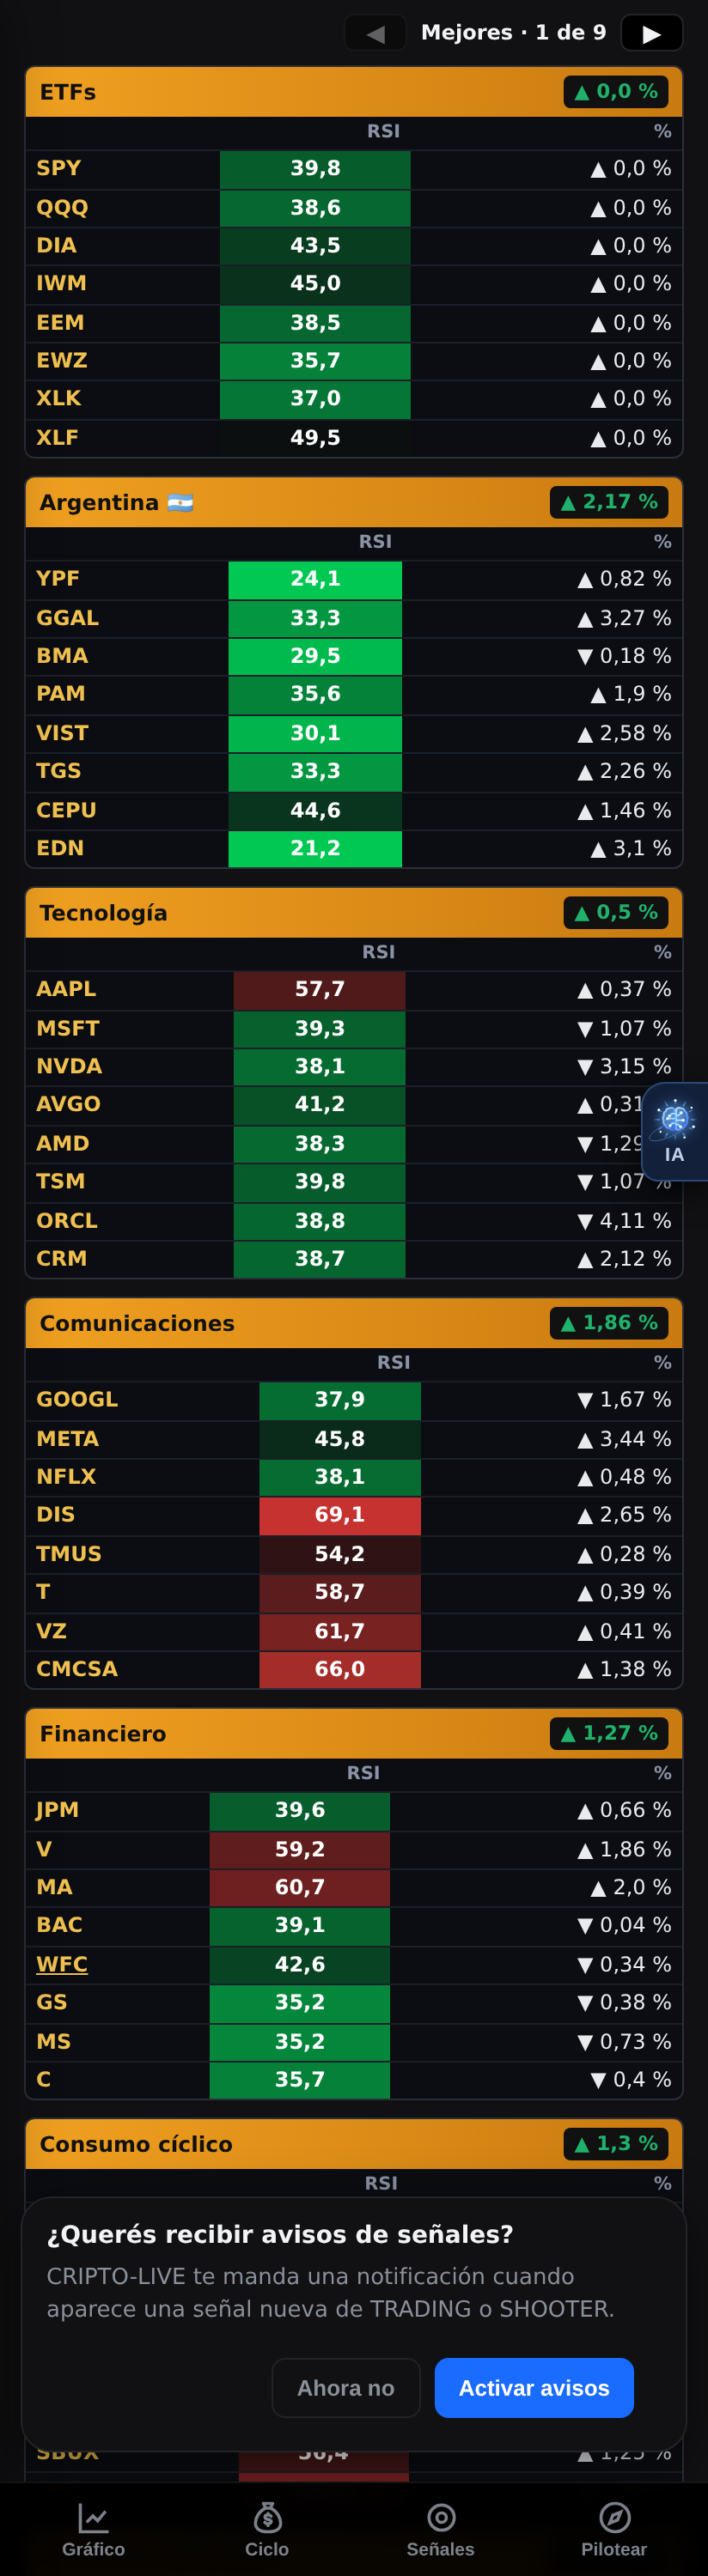 ◀ Mejores · 1 de 9 ▶
ETFs ▲ 0,0 %
RSI %
SPY 39,8 ▲ 0,0 %
QQQ 38,6 ▲ 0,0 %
DIA 43,5 ▲ 0,0 %
IWM 45,0 ▲ 0,0 %
EEM 38,5 ▲ 0,0 %
EWZ 35,7 ▲ 0,0 %
XLK 37,0 ▲ 0,0 %
XLF 49,5 ▲ 0,0 %
Argentina 🇦🇷 ▲ 2,17 %
RSI %
YPF 24,1 ▲ 0,82 %
GGAL 33,3 ▲ 3,27 %
BMA 29,5 ▼ 0,18 %
PAM 35,6 ▲ 1,9 %
VIST 30,1 ▲ 2,58 %
TGS 33,3 ▲ 2,26 %
CEPU 44,6 ▲ 1,46 %
EDN 21,2 ▲ 3,1 %
Tecnología ▲ 0,5 %
RSI %
AAPL 57,7 ▲ 0,37 %
MSFT 39,3 ▼ 1,07 %
NVDA 38,1 ▼ 3,15 %
AVGO 41,2 ▲ 0,31
AMD 38,3 ▼ 1,29
IA
TSM 39,8 ▼ 1,07 %
ORCL 38,8 ▼ 4,11 %
CRM 38,7 ▲ 2,12 %
Comunicaciones ▲ 1,86 %
RSI %
GOOGL 37,9 ▼ 1,67 %
META 45,8 ▲ 3,44 %
NFLX 38,1 ▲ 0,48 %
DIS 69,1 ▲ 2,65 %
TMUS 54,2 ▲ 0,28 %
T 58,7 ▲ 0,39 %
VZ 61,7 ▲ 0,41 %
CMCSA 66,0 ▲ 1,38 %
Financiero ▲ 1,27 %
RSI %
JPM 39,6 ▲ 0,66 %
V 59,2 ▲ 1,86 %
MA 60,7 ▲ 2,0 %
BAC 39,1 ▼ 0,04 %
WFC 42,6 ▼ 0,34 %
GS 35,2 ▼ 0,38 %
MS 35,2 ▼ 0,73 %
C 35,7 ▼ 0,4 %
Consumo cíclico ▲ 1,3 %
RSI %
¿Querés recibir avisos de señales?
CRIPTO-LIVE te manda una notificación cuando
aparece una señal nueva de TRADING o SHOOTER.
Ahora no Activar avisos
SBUX ▲ 1,25 %
Gráfico Ciclo Señales Pilotear